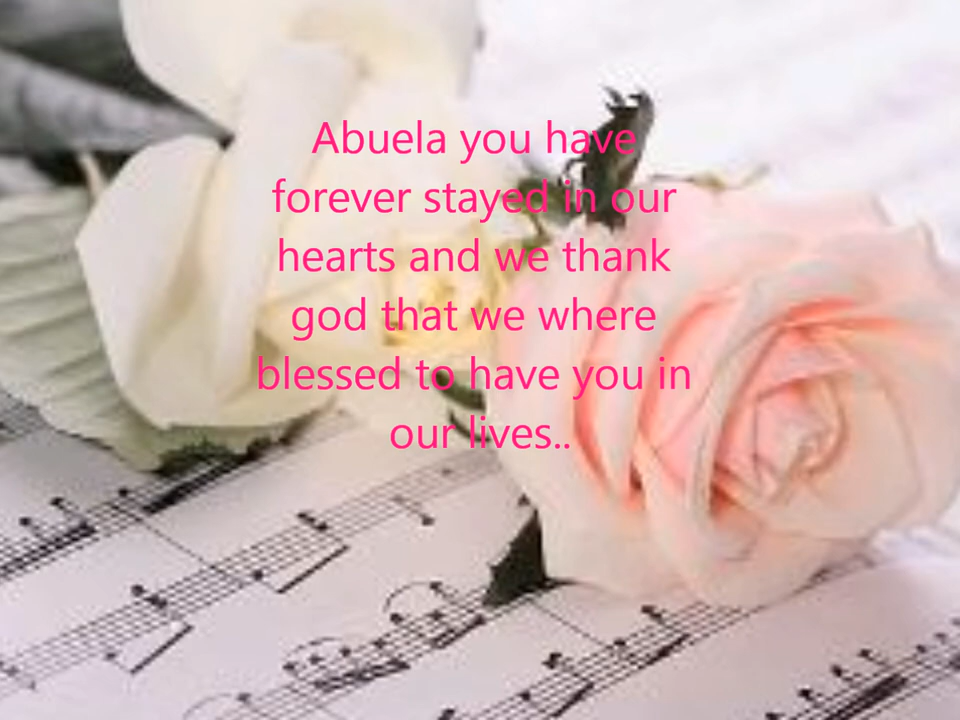 Abuela you have
forever stayed in our
hearts and we thank
god that we where
blessed to have you in
our lives..